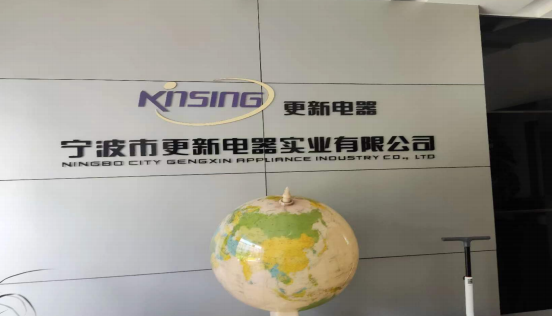 KINSING 更新电器
宁波市更新电器实业有限公司
NINGBO CITY GENGXIN APPLIANCE INDUSTRY CO., LTD